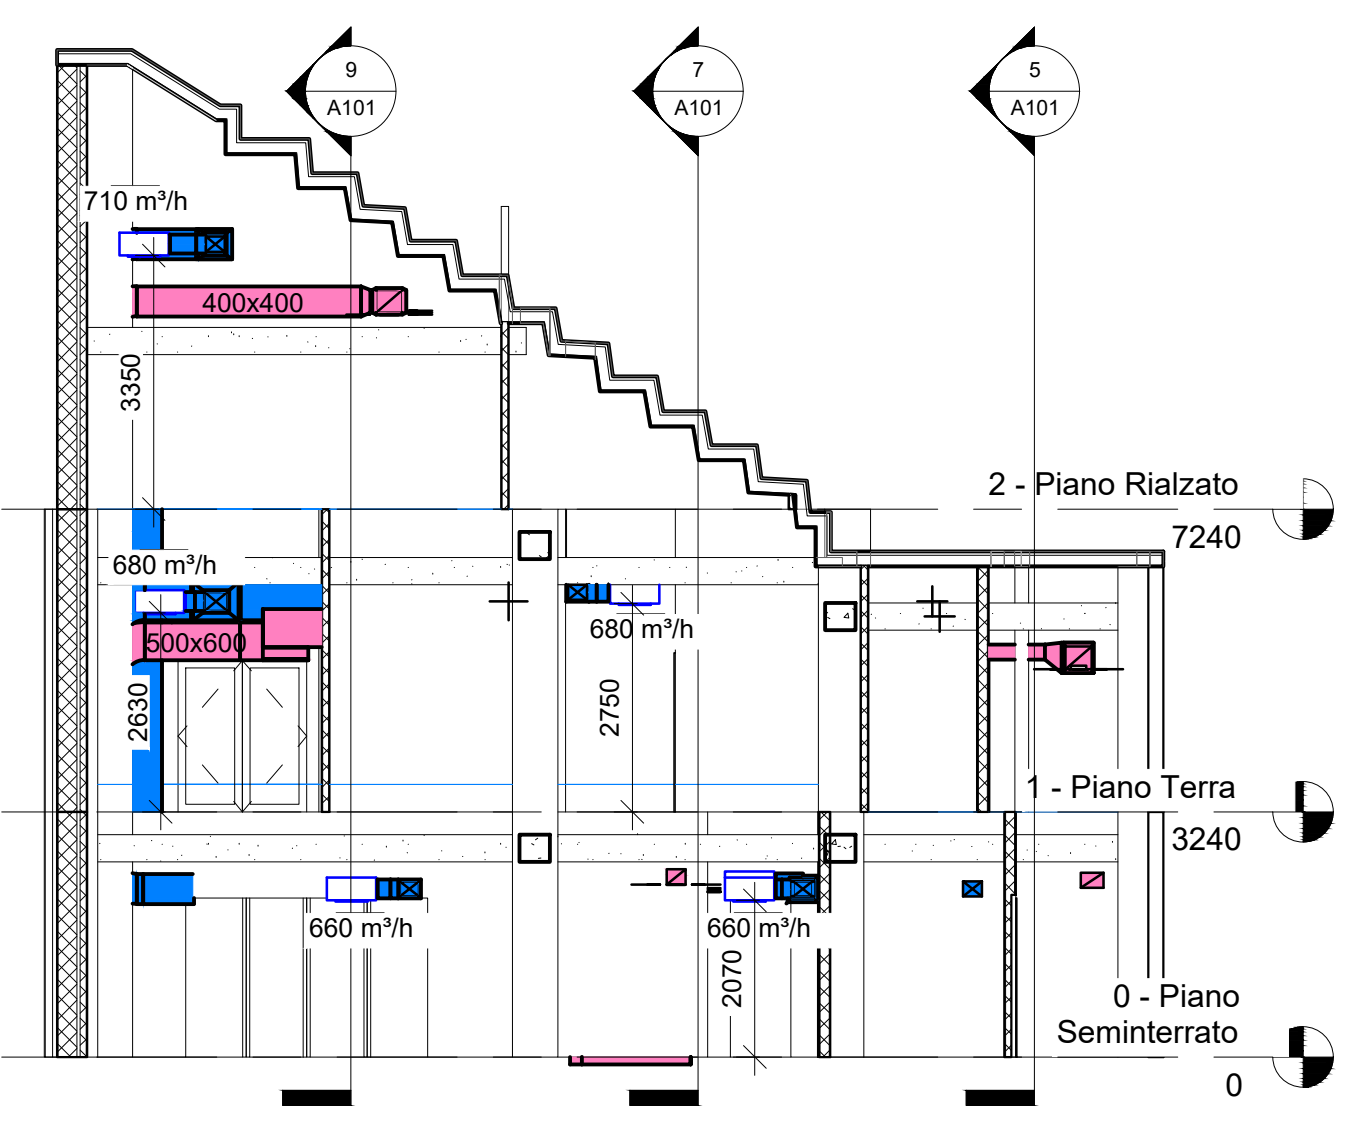 9
A101
7
A101
5
A101
710 m³/h
400x400
3350
2 - Piano Rialzato
7240
680 m³/h
500x600
680 m³/h
2630
2750
1 - Piano Terra
3240
660 m³/h
660 m³/h
2070
0 - Piano
Seminterrato
0